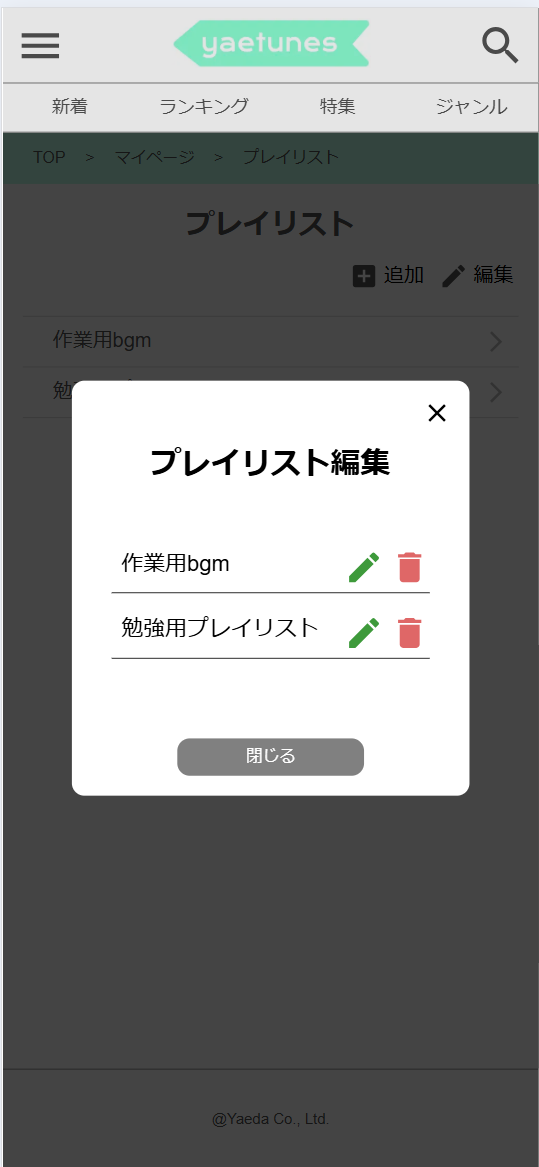 yaetunes
新着 ランキング 特集 ジャンル
TOP > マイページ > プレイリスト
プレイリスト
追加 編集
作業用bgm
勉
プレイリスト編集
作業用bgm
勉強用プレイリスト
閉じる
@Yaeda Co., Ltd.